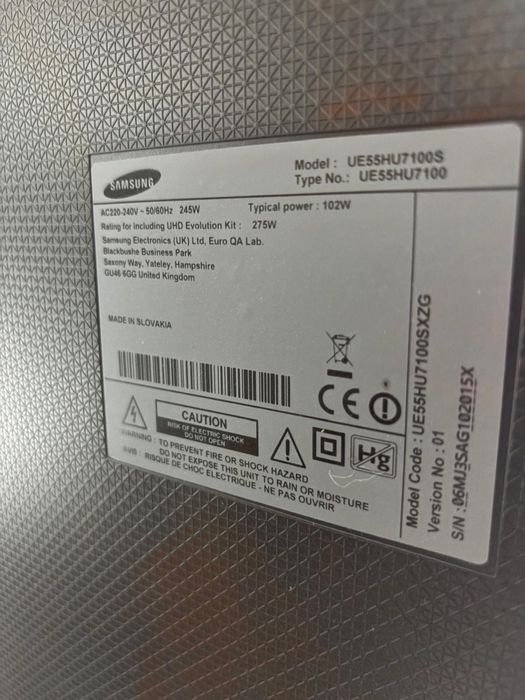 SAMSUNG
Model : UE55HU7100S
Type No.: UE55HU7100
AC220-240V ~ 50/60Hz 245W Typical power : 102W
Rating for including UHD Evolution Kit : 275W
Samsung Electronics (UK) Ltd, Euro QA Lab.
Blackbushe Business Park
Saxony Way, Yateley, Hampshire
GU46 6GG United Kingdom
MADE IN SLOVAKIA
CE
CAUTION
RISK OF ELECTRIC SHOCK
DO NOT OPEN
Hg
WARNING : TO PREVENT FIRE OR SHOCK HAZARD
DO NOT EXPOSE THIS UNIT TO RAIN OR MOISTURE
AVIS : RISQUE DE CHOC ELECTRIQUE - NE PAS OUVRIR
Model Code : UE55HU7100SXZG
Version No : 01
S/N : 06MJ3SAG102015X